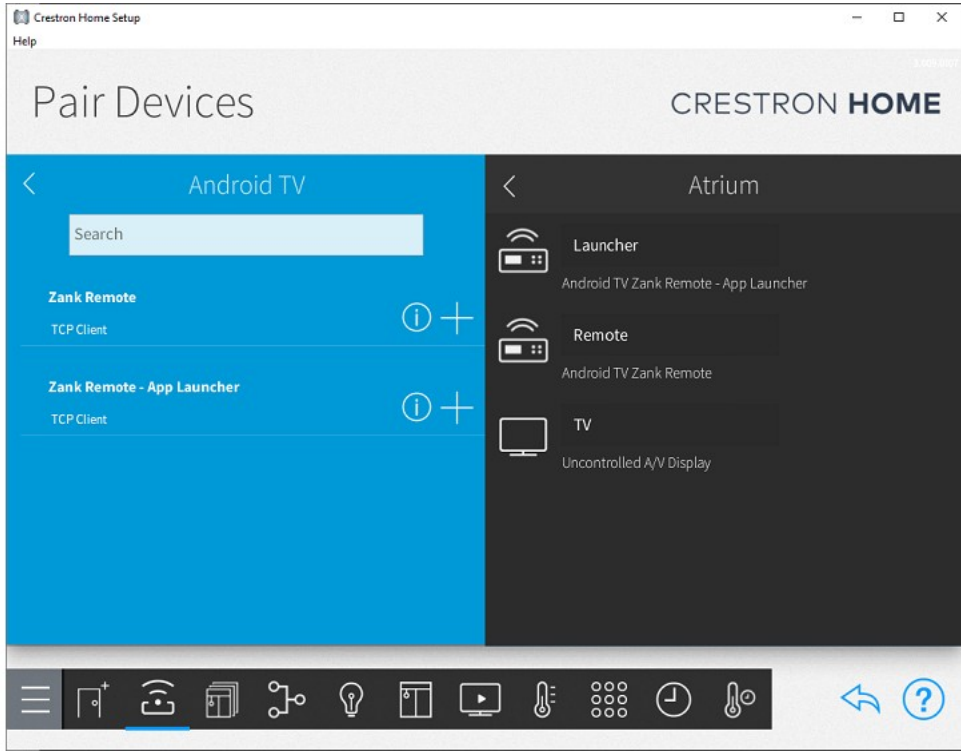 Crestron Home Setup
Help
Pair Devices
CRESTRON HOME
Android TV
Search
Zank Remote
TCP Client
Zank Remote - App Launcher
TCP Client
Atrium
Launcher
Android TV Zank Remote - App Launcher
Remote
Android TV Zank Remote
TV
Uncontrolled A/V Display